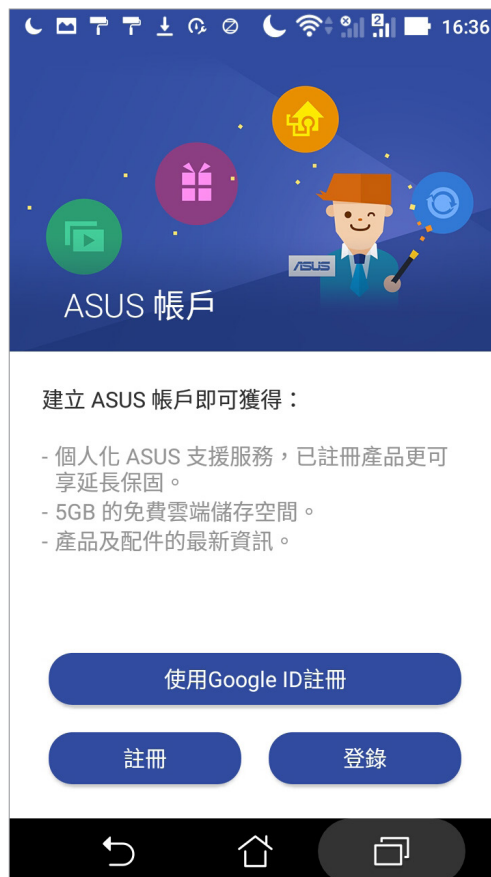 2 16:36
ASUS
ASUS 帳戶
建立 ASUS 帳戶即可獲得：
- 個人化 ASUS 支援服務，已註冊產品更可
享延長保固。
- 5GB 的免費雲端儲存空間。
- 產品及配件的最新資訊。
使用Google ID註冊
註冊 登錄